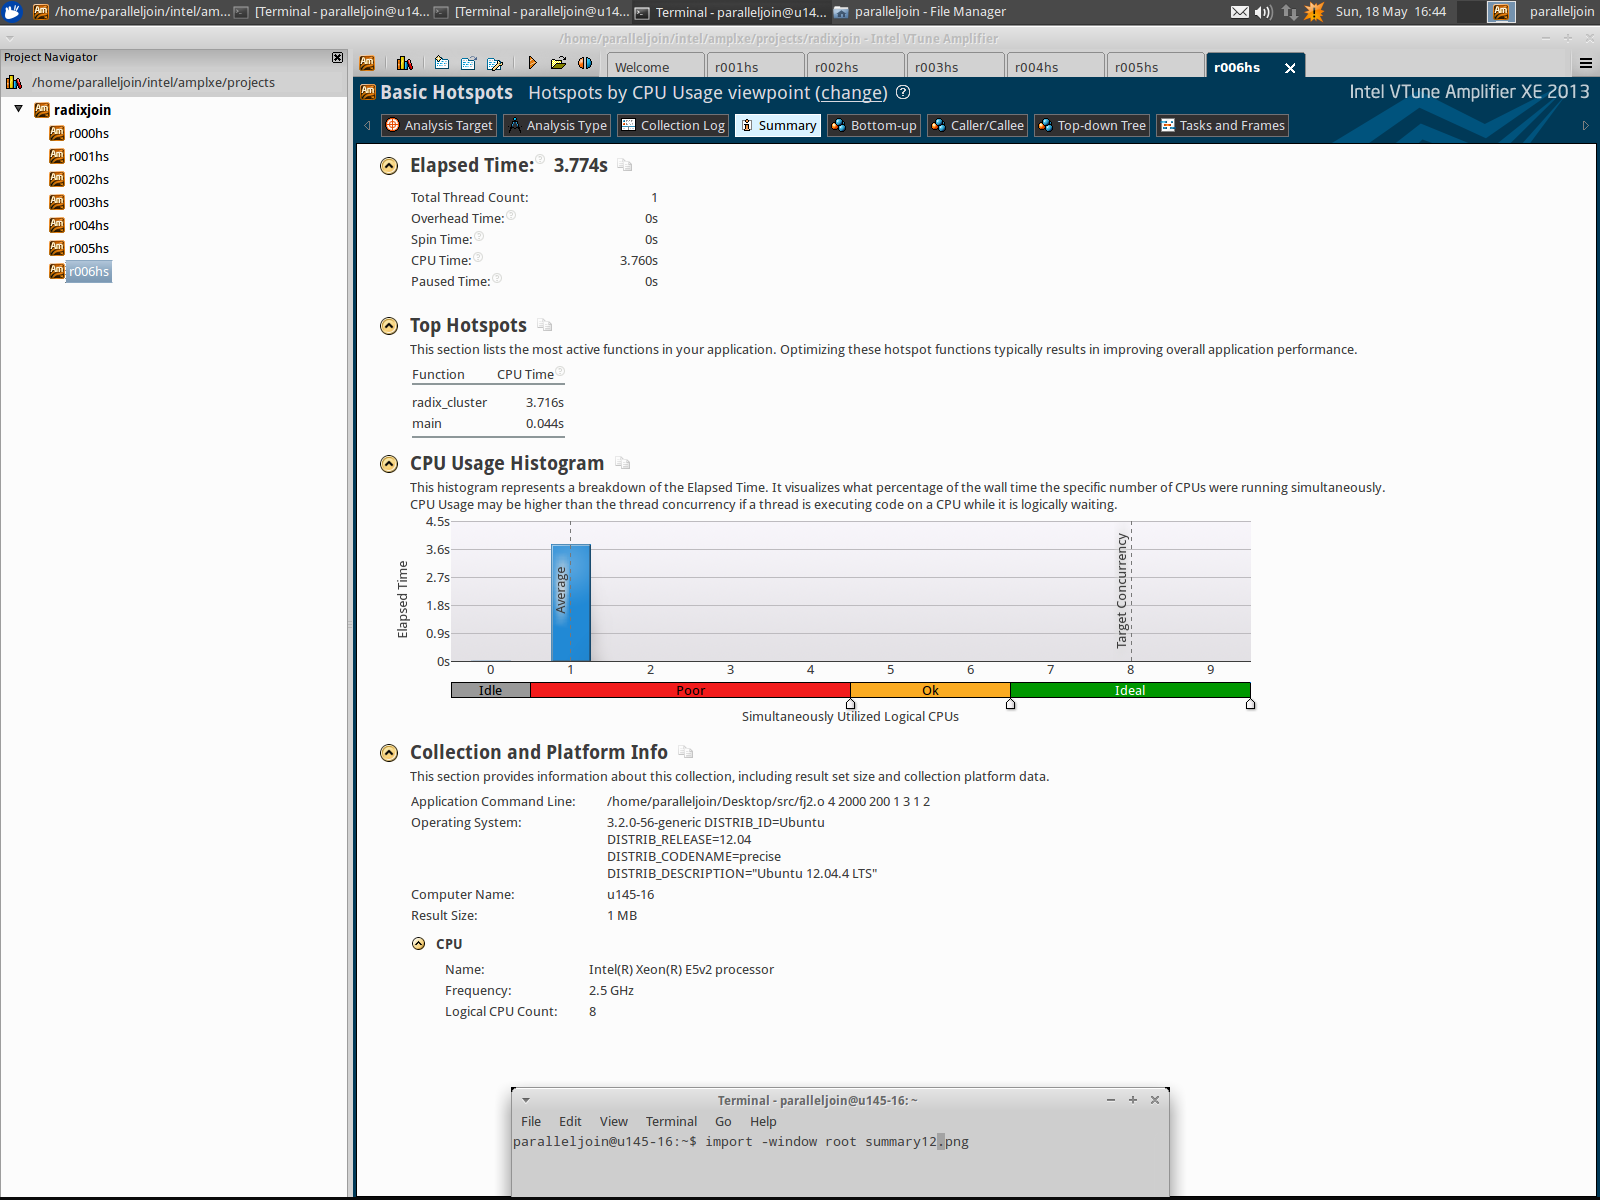 /home/paralleljoin/intel/am... [Terminal - paralleljoin@u14... [Terminal - paralleljoin@u14... Terminal - paralleljoin@u14... paralleljoin - File Manager Sun, 18 May 16:44 Am paralleljoin
/home/paralleljoin/intel/amplxe/projects/radixjoin - Intel VTune Amplifier
Project Navigator
/home/paralleljoin/intel/amplxe/projects
radixjoin
r000hs
r001hs
r002hs
r003hs
r004hs
r005hs
r006hs
Welcome r001hs r002hs r003hs r004hs r005hs r006hs
Basic Hotspots Hotspots by CPU Usage viewpoint (change) Intel VTune Amplifier XE 2013
Analysis Target Analysis Type Collection Log Summary Bottom-up Caller/Callee Top-down Tree Tasks and Frames
Elapsed Time: 3.774s
Total Thread Count: 1
Overhead Time: 0s
Spin Time: 0s
CPU Time: 3.760s
Paused Time: 0s
Top Hotspots
This section lists the most active functions in your application. Optimizing these hotspot functions typically results in improving overall application performance.
Function CPU Time
radix_cluster 3.716s
main 0.044s
CPU Usage Histogram
This histogram represents a breakdown of the Elapsed Time. It visualizes what percentage of the wall time the specific number of CPUs were running simultaneously.
CPU Usage may be higher than the thread concurrency if a thread is executing code on a CPU while it is logically waiting.
4.5s
3.6s
2.7s
1.8s
0.9s
0s
Elapsed Time
Average
Target Concurrency
0 1 2 3 4 5 6 7 8 9
Idle Poor Ok Ideal
Simultaneously Utilized Logical CPUs
Collection and Platform Info
This section provides information about this collection, including result set size and collection platform data.
Application Command Line: /home/paralleljoin/Desktop/src/fj2.o 4 2000 200 1 3 1 2
Operating System: 3.2.0-56-generic DISTRIB_ID=Ubuntu
DISTRIB_RELEASE=12.04
DISTRIB_CODENAME=precise
DISTRIB_DESCRIPTION="Ubuntu 12.04.4 LTS"
Computer Name: u145-16
Result Size: 1 MB
CPU
Name: Intel(R) Xeon(R) E5v2 processor
Frequency: 2.5 GHz
Logical CPU Count: 8
Terminal - paralleljoin@u145-16: ~
File Edit View Terminal Go Help
paralleljoin@u145-16:~$ import -window root summary12.png